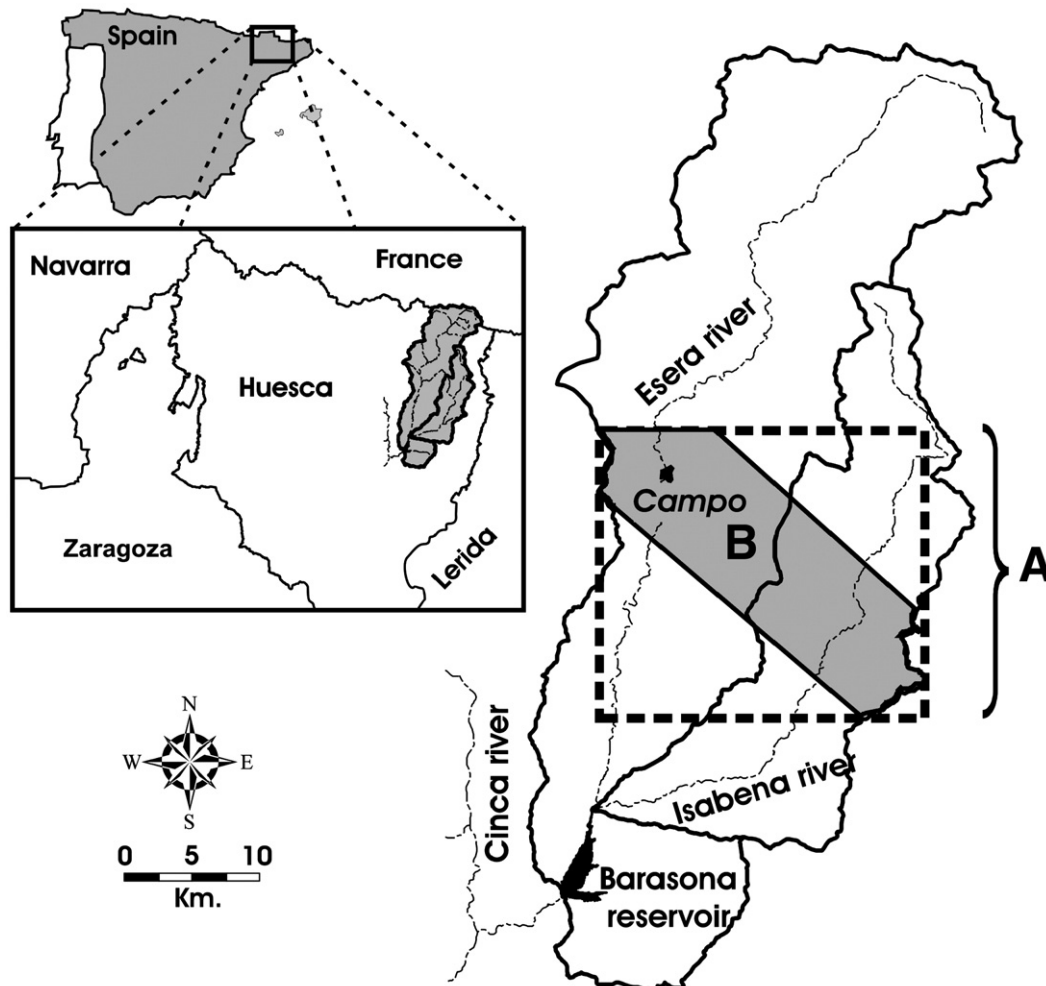 Spain
Navarra
France
Huesca
Zaragoza
Lerida
Esera river
Campo
B
A
Cinca river
Isabena river
Barasona
reservoir
N
W
E
S
0 5 10
Km.